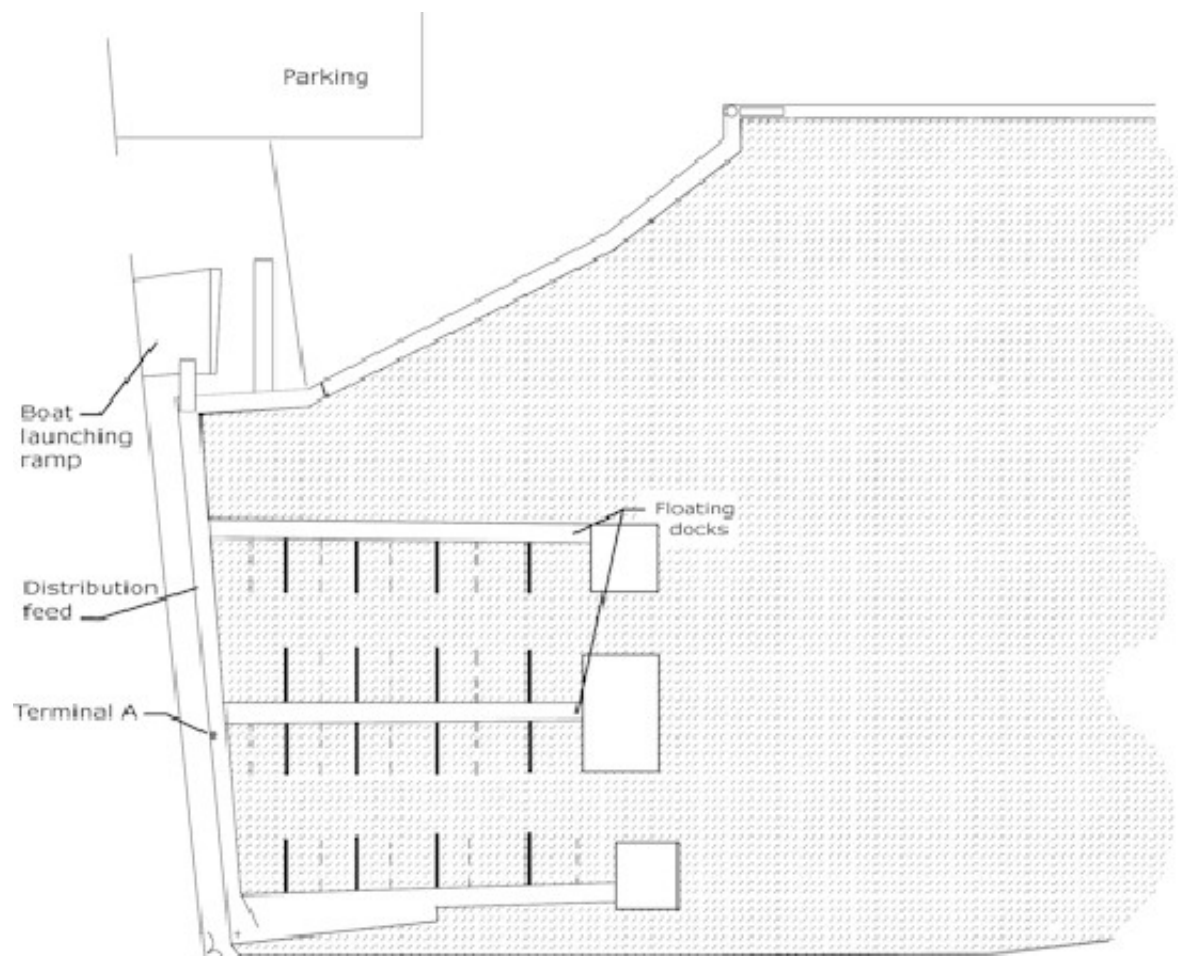 Parking
Boat
launching
ramp
Floating
docks
Distribution
feed
Terminal A